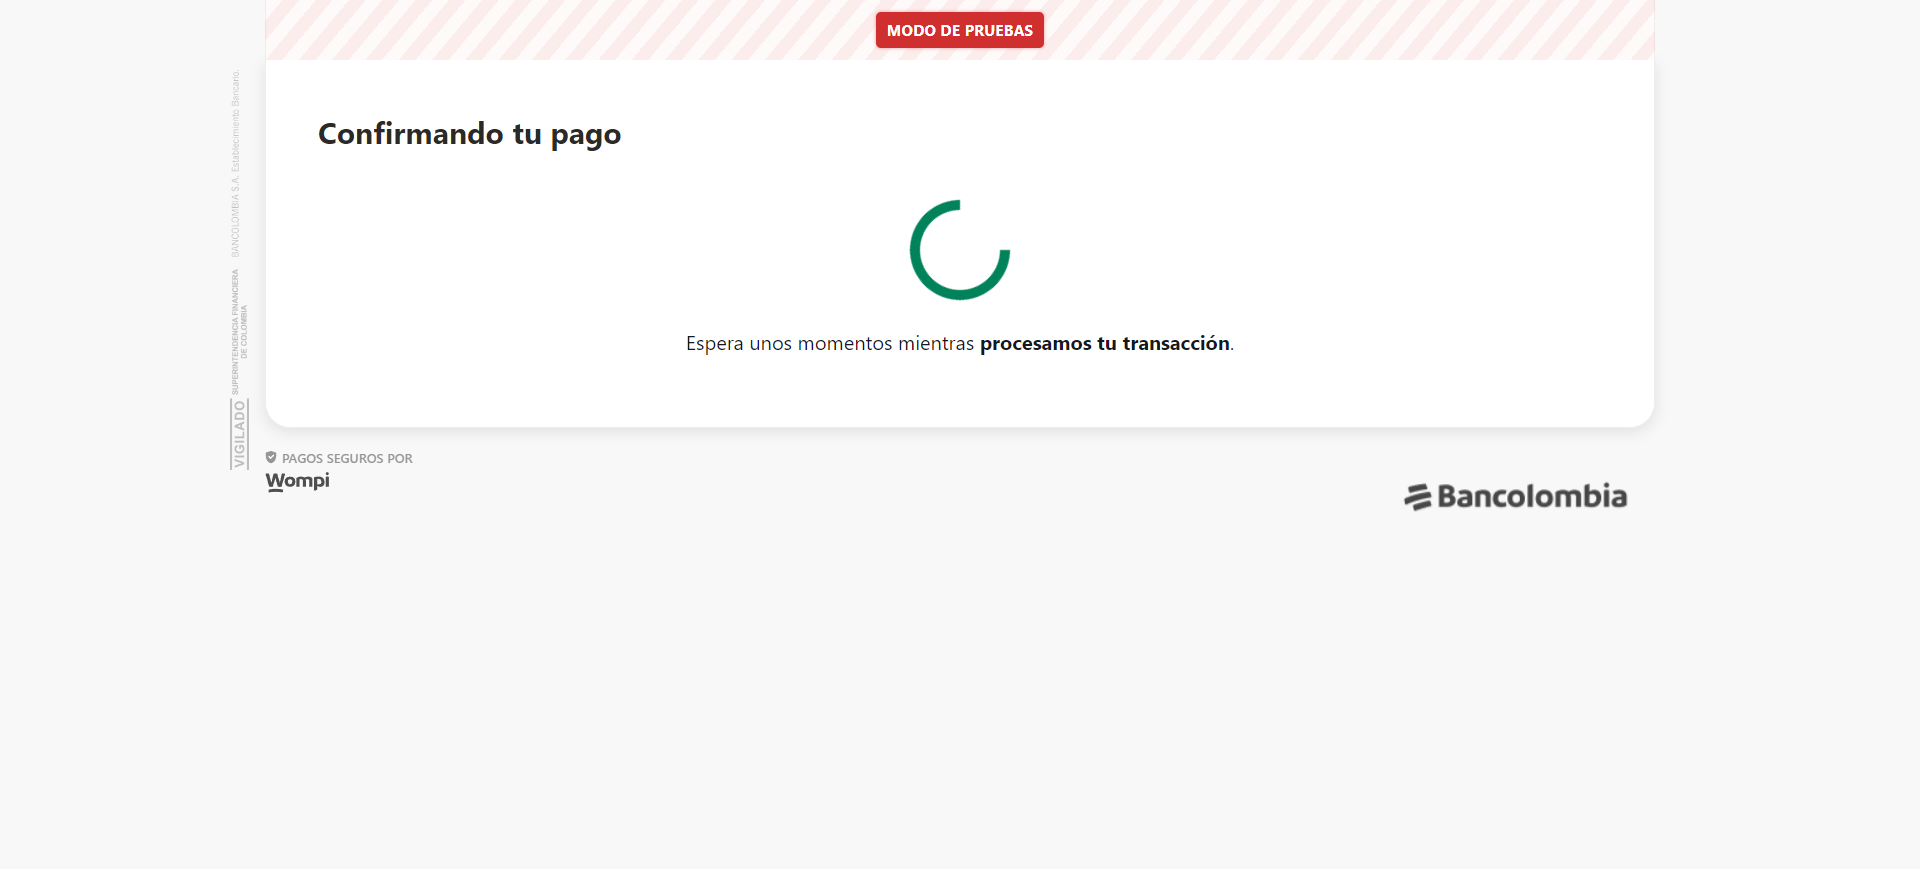 MODO DE PRUEBAS
Confirmando tu pago
Espera unos momentos mientras procesamos tu transacción.
VIGILADO
SUPERINTENDENCIA FINANCIERA
DE COLOMBIA
BANCOLOMBIA S.A. Establecimiento Bancario.
PAGOS SEGUROS POR
Wompi
Bancolombia